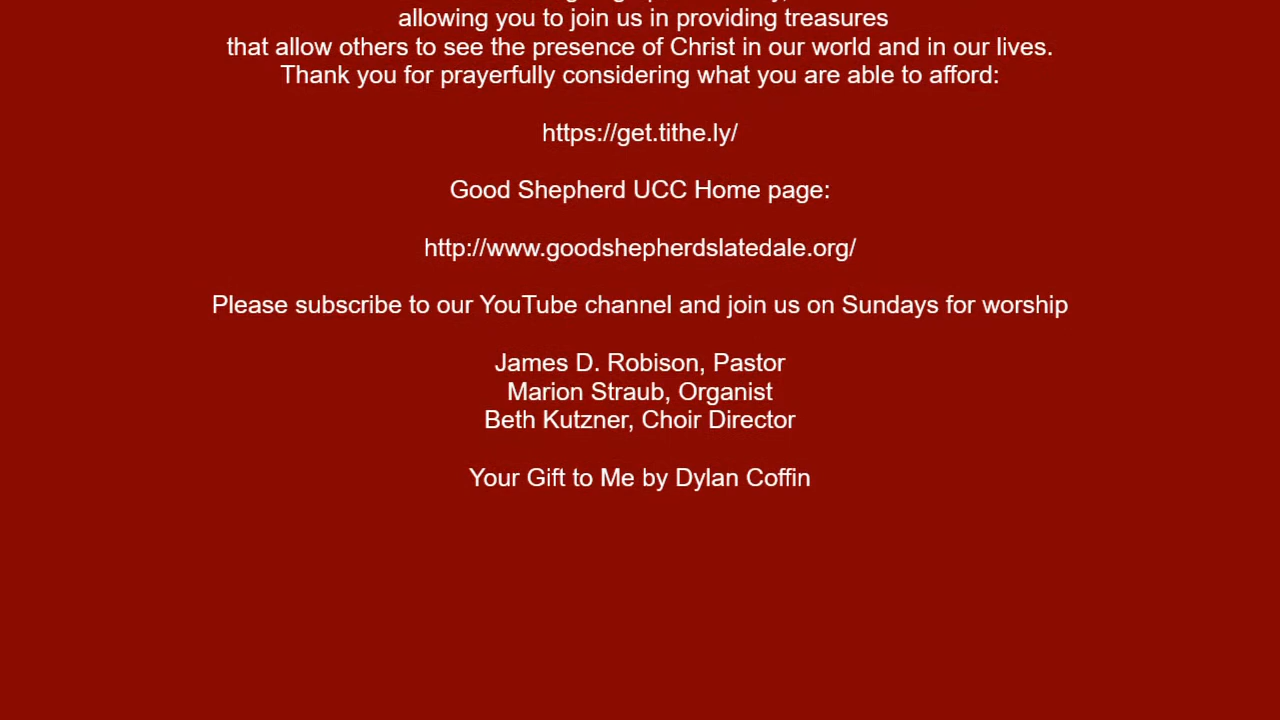 allowing you to join us in providing treasures
that allow others to see the presence of Christ in our world and in our lives.
Thank you for prayerfully considering what you are able to afford:
https://get.tithe.ly/
Good Shepherd UCC Home page:
http://www.goodshepherdslatedale.org/
Please subscribe to our YouTube channel and join us on Sundays for worship
James D. Robison, Pastor
Marion Straub, Organist
Beth Kutzner, Choir Director
Your Gift to Me by Dylan Coffin